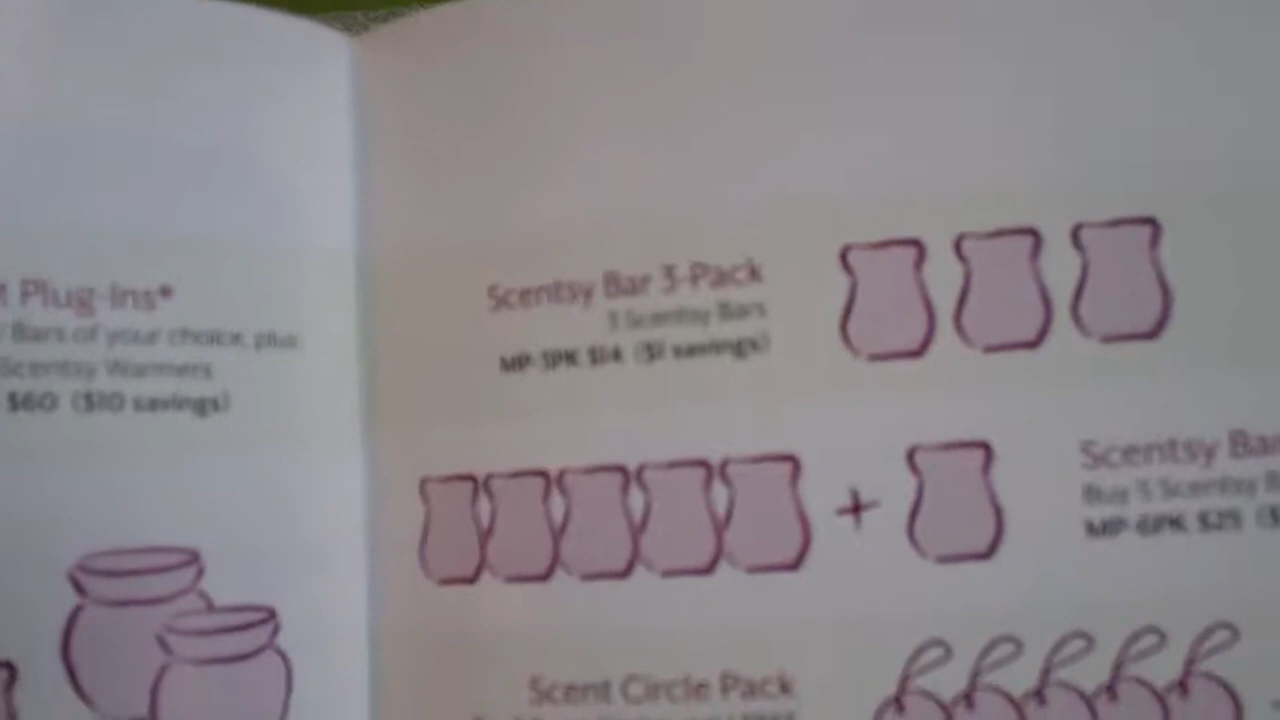 t Plug-Ins*
Bars of your choice, plus
Scentsy Warmers
$60 ($10 savings)
Scentsy Bar 3-Pack
3 Scentsy Bars
MP-3PK $14 ($1 savings)
+
Scentsy Bar
Buy 5 Scentsy B
MP-6PK $25 ($
Scent Circle Pack